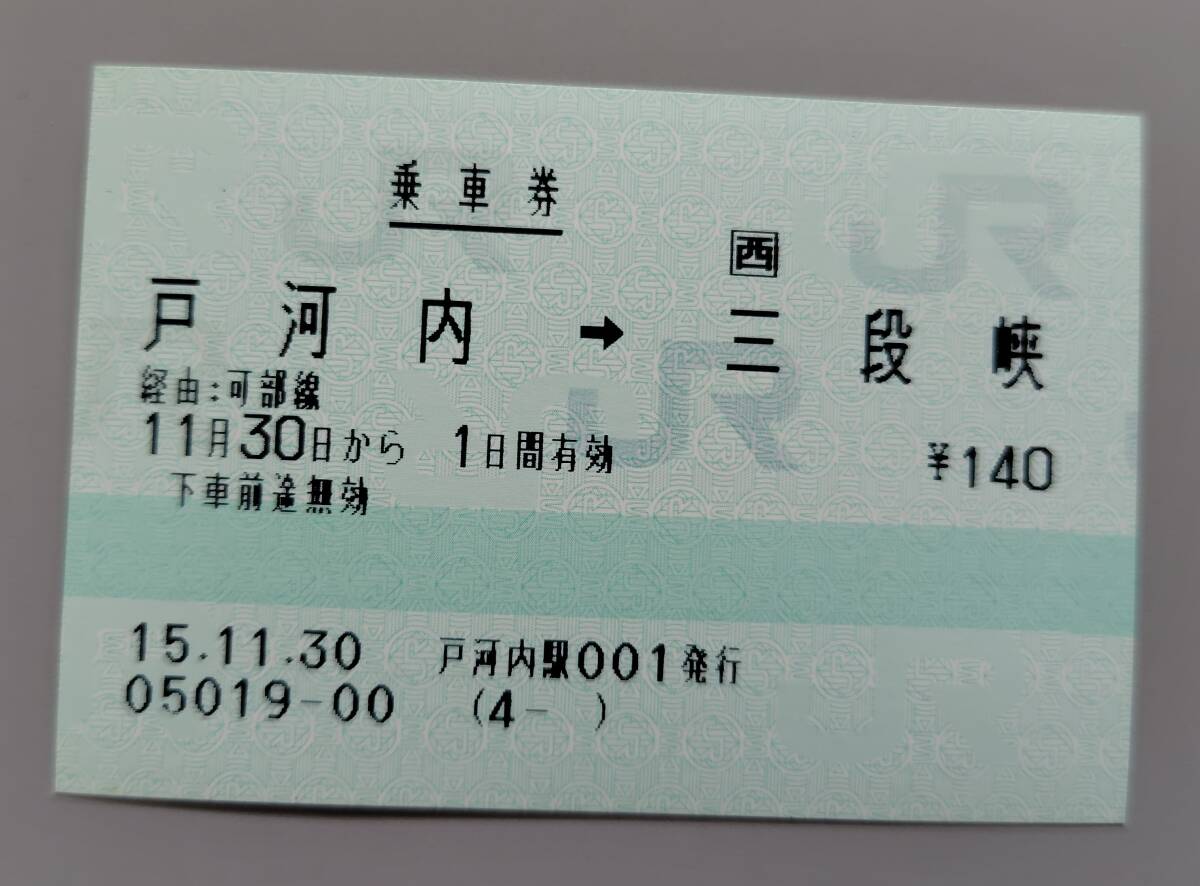 乗車券
西
戸河内→三段峡
経由:可部線
11月30日から 1日間有効 ¥140
下車前途無効
15.11.30 戸河内駅001発行
05019-00 (4- )